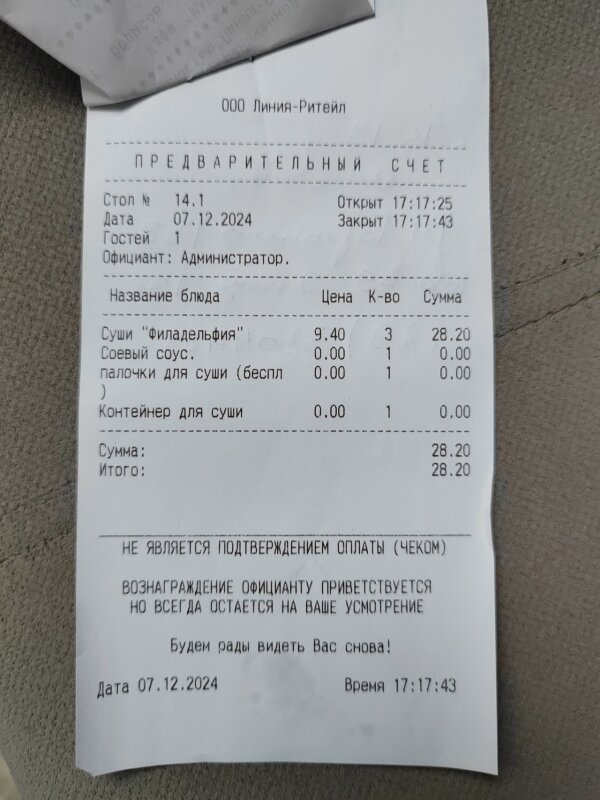 ООО Линия-Ритейл
ПРЕДВАРИТЕЛЬНЫЙ СЧЕТ
Стол № 14.1 Открыт 17:17:25
Дата 07.12.2024 Закрыт 17:17:43
Гостей 1
Официант: Администратор.
Название блюда Цена К-во Сумма
Суши "Филадельфия" 9.40 3 28.20
Соевый соус. 0.00 1 0.00
палочки для суши (беспл 0.00 1 0.00
)
Контейнер для суши 0.00 1 0.00
Сумма: 28.20
Итого: 28.20
НЕ ЯВЛЯЕТСЯ ПОДТВЕРЖДЕНИЕМ ОПЛАТЫ (ЧЕКОМ)
ВОЗНАГРАЖДЕНИЕ ОФИЦИАНТУ ПРИВЕТСТВУЕТСЯ
НО ВСЕГДА ОСТАЕТСЯ НА ВАШЕ УСМОТРЕНИЕ
Будем рады видеть Вас снова!
Дата 07.12.2024 Время 17:17:43